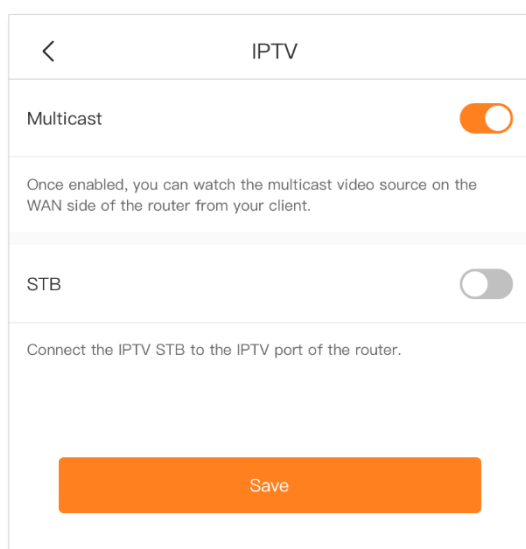 IPTV
Multicast
Once enabled, you can watch the multicast video source on the
WAN side of the router from your client.
STB
Connect the IPTV STB to the IPTV port of the router.
Save